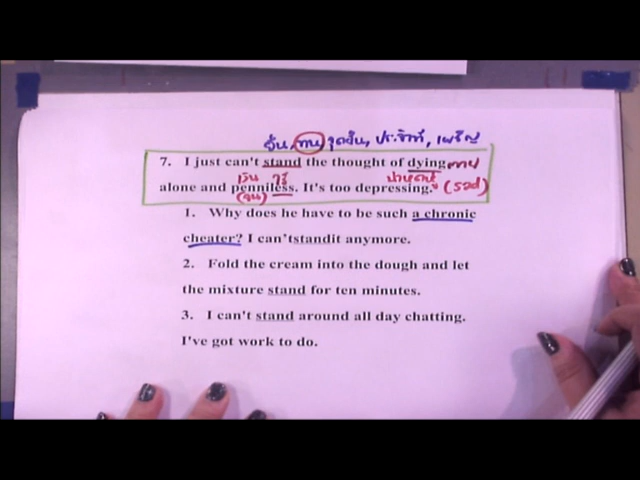 ยืน, ทน, จุดยืน, ประจักษ์, เผชิญ
7. I just can't stand the thought of dying ตาย
เงิน ไร้
alone and penniless. It's too depressing. (รอด)
(จน)
1. Why does he have to be such a chronic
cheater? I can'tstandit anymore.
2. Fold the cream into the dough and let
the mixture stand for ten minutes.
3. I can't stand around all day chatting.
I've got work to do.